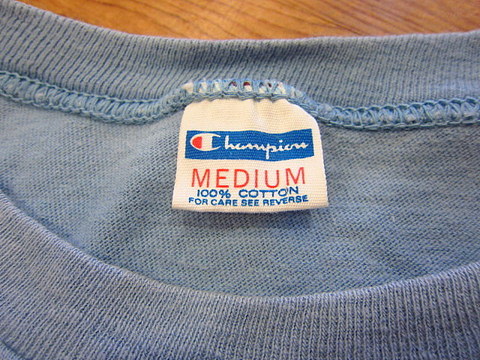 Champion
MEDIUM
100% COTTON
FOR CARE SEE REVERSE